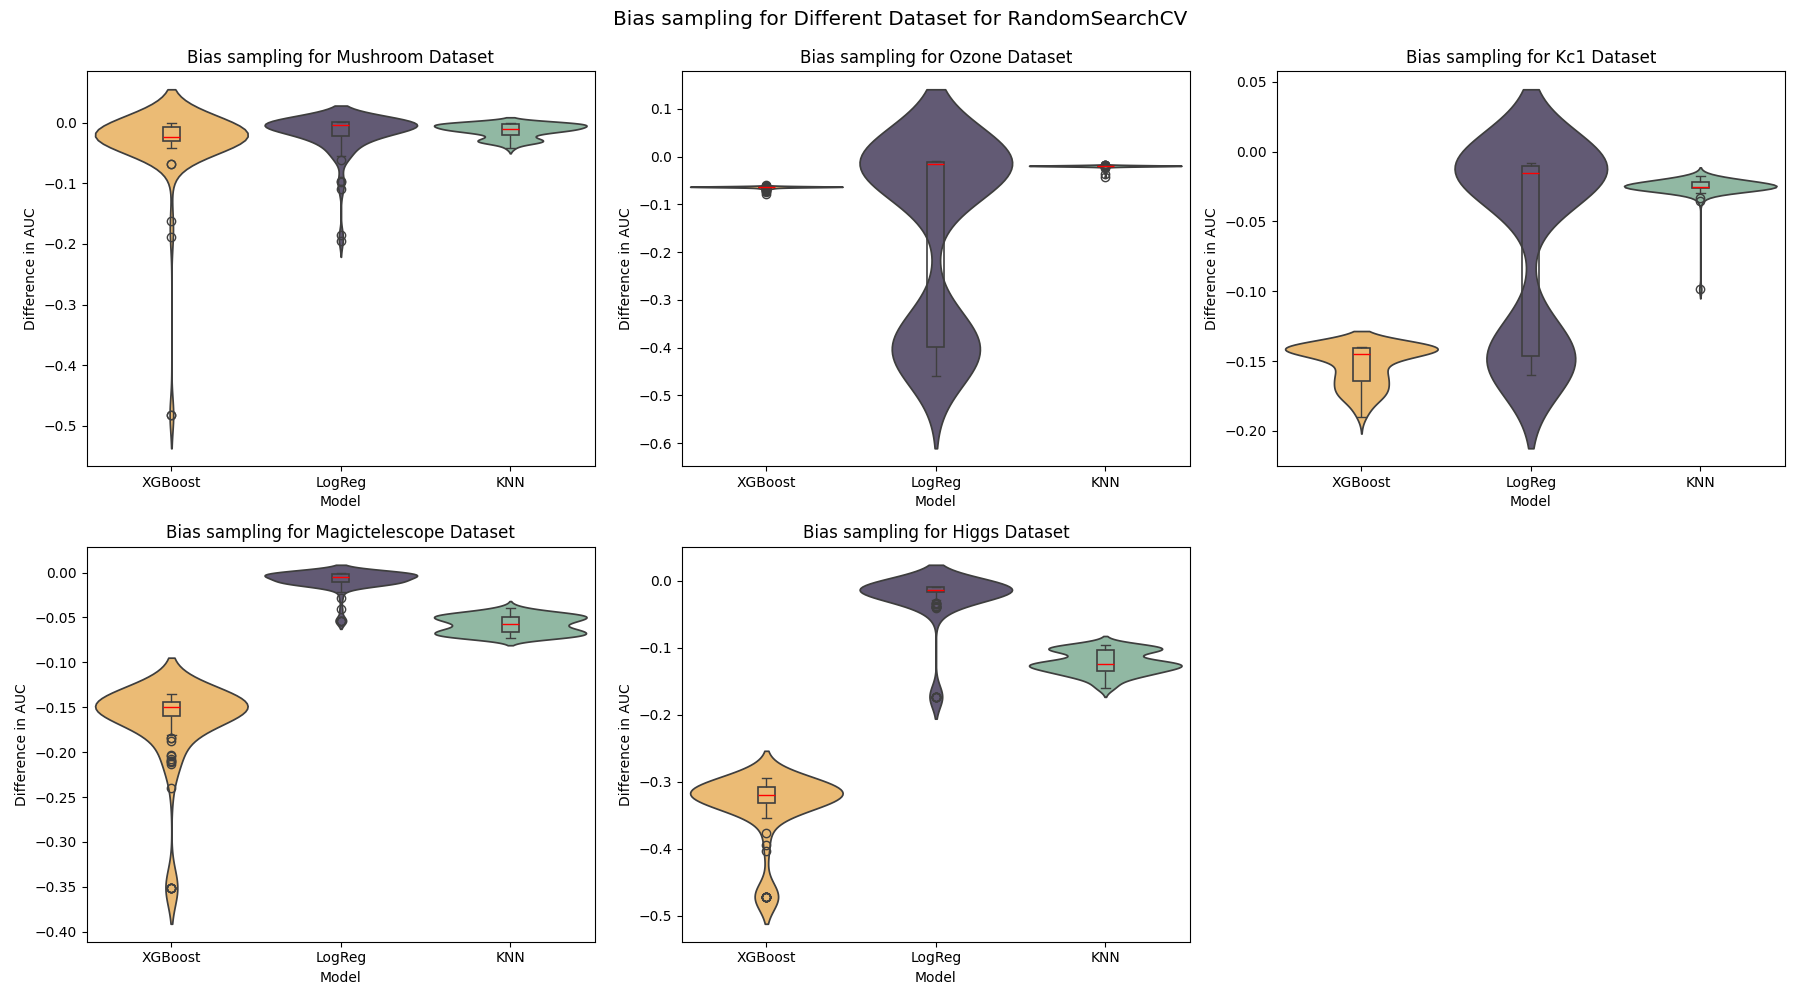 Bias sampling for Different Dataset for RandomSearchCV
Bias sampling for Mushroom Dataset
0.0
−0.1
−0.2
−0.3
−0.4
−0.5
Difference in AUC
XGBoost LogReg KNN
Model
Bias sampling for Ozone Dataset
0.1
0.0
−0.1
−0.2
−0.3
−0.4
−0.5
−0.6
Difference in AUC
XGBoost LogReg KNN
Model
Bias sampling for Kc1 Dataset
0.05
0.00
−0.05
−0.10
−0.15
−0.20
Difference in AUC
XGBoost LogReg KNN
Model
Bias sampling for Magictelescope Dataset
0.00
−0.05
−0.10
−0.15
−0.20
−0.25
−0.30
−0.35
−0.40
Difference in AUC
XGBoost LogReg KNN
Model
Bias sampling for Higgs Dataset
0.0
−0.1
−0.2
−0.3
−0.4
−0.5
Difference in AUC
XGBoost LogReg KNN
Model